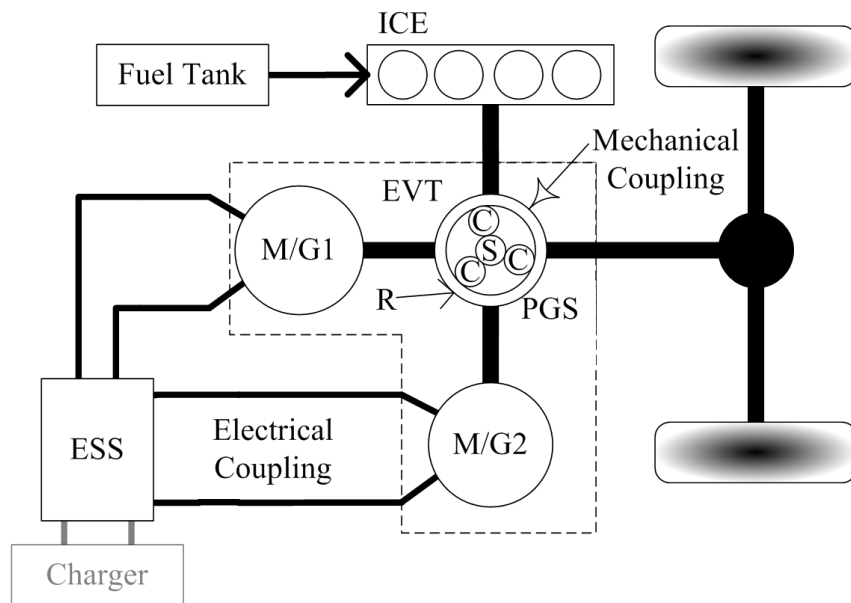 ICE
Fuel Tank
Mechanical
Coupling
EVT
C
S
C
C
M/G1
R
PGS
ESS
Electrical
Coupling
M/G2
Charger